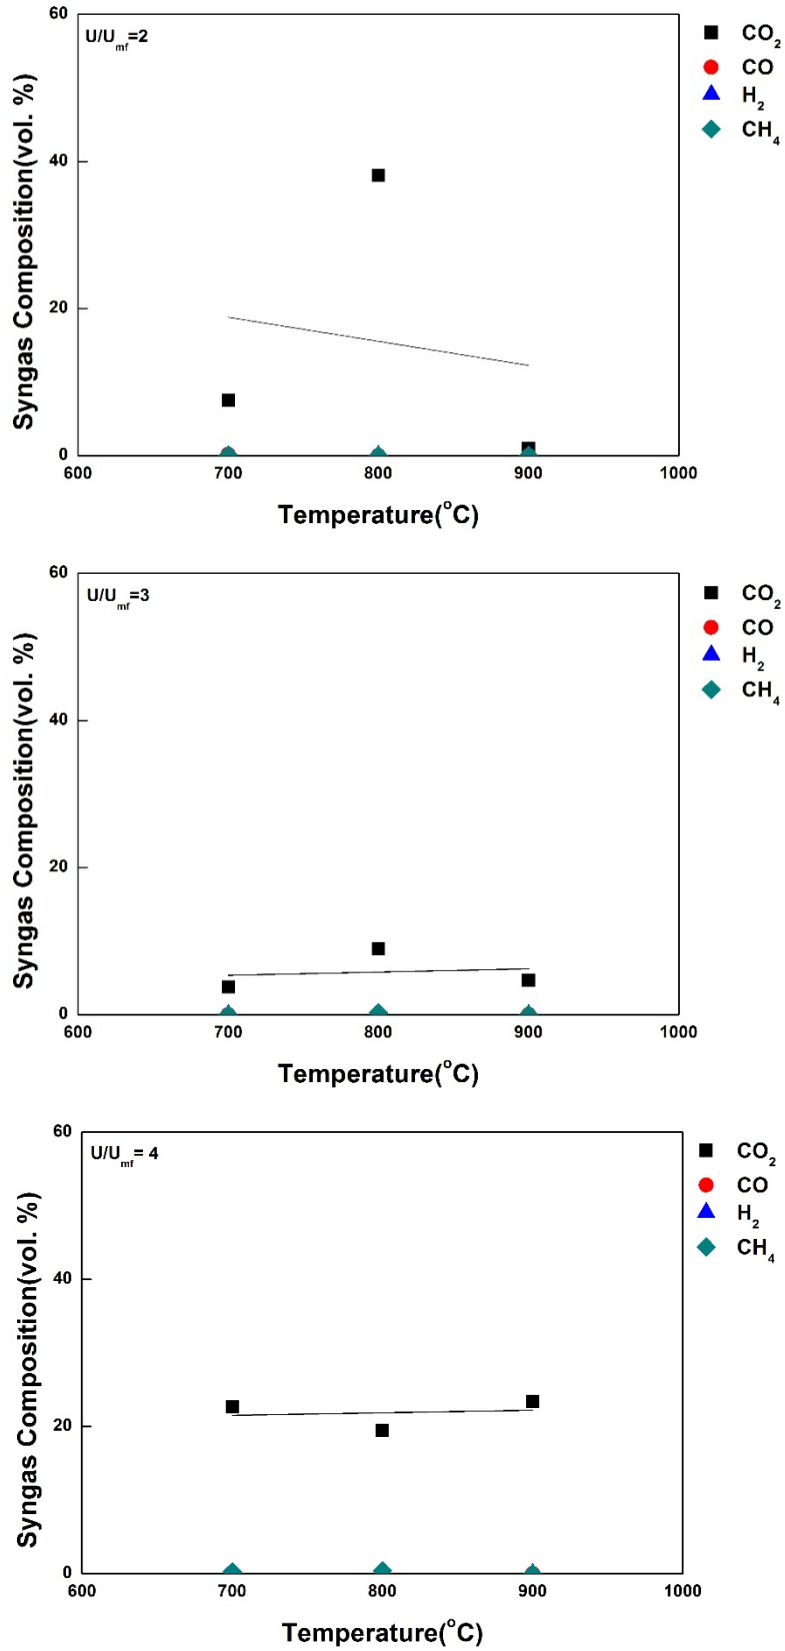 U/Umf=2
60
40
20
0
600 700 800 900 1000
Syngas Composition(vol. %)
Temperature(°C)
CO2
CO
H2
CH4
U/Umf=3
60
40
20
0
600 700 800 900 1000
Syngas Composition(vol. %)
Temperature(°C)
CO2
CO
H2
CH4
U/Umf= 4
60
40
20
0
600 700 800 900 1000
Syngas Composition(vol. %)
Temperature(°C)
CO2
CO
H2
CH4